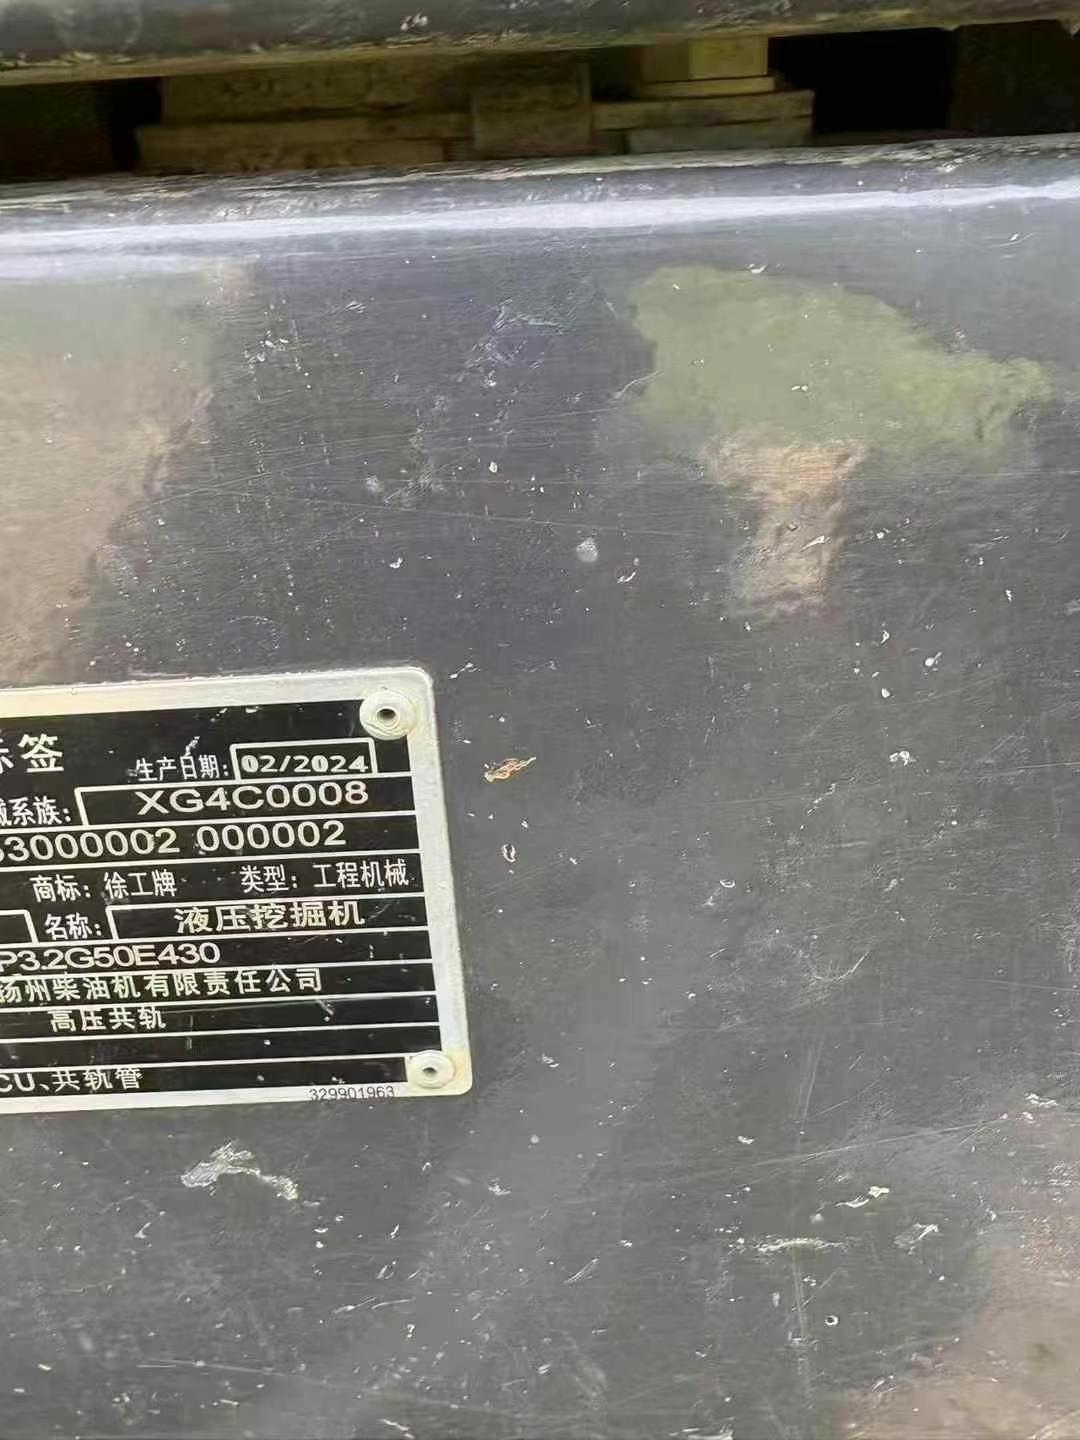 签
生产日期: 02/2024
系族: XG4C0008
3000002 000002
商标: 徐工牌 类型: 工程机械
名称: 液压挖掘机
P3.2G50E430
扬州柴油机有限责任公司
高压共轨
CU、共轨管
329901963